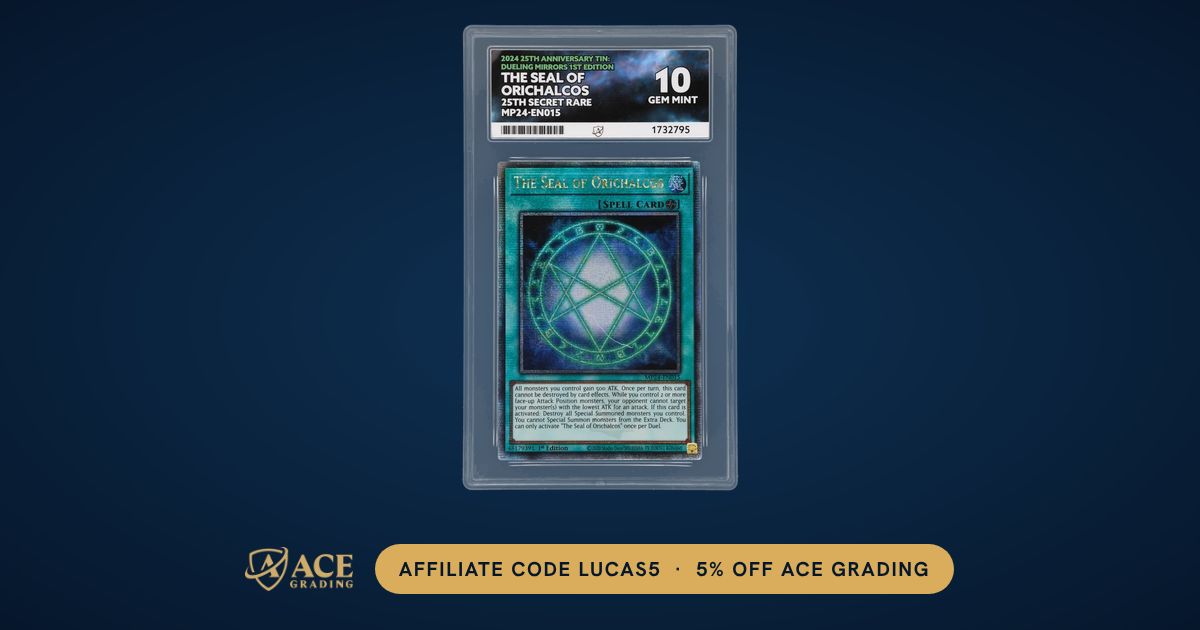 2024 25TH ANNIVERSARY TIN:
DUELING MIRRORS 1ST EDITION
THE SEAL OF
ORICHALCOS
25TH SECRET RARE
MP24-EN015
10
GEM MINT
1732795
THE SEAL OF ORICHALCOS
[SPELL CARD]
MP24-EN015
All monsters you control gain 500 ATK. Once per turn, this card
cannot be destroyed by card effects. While you control 2 or more
face-up Attack Position monsters, your opponent cannot target
your monster(s) with the lowest ATK for an attack. If this card is
activated: Destroy all Special Summoned monsters you control.
You cannot Special Summon monsters from the Extra Deck. You
can only activate "The Seal of Orichalcos" once per Duel.
1st Edition
ACE
GRADING
AFFILIATE CODE LUCAS5 · 5% OFF ACE GRADING